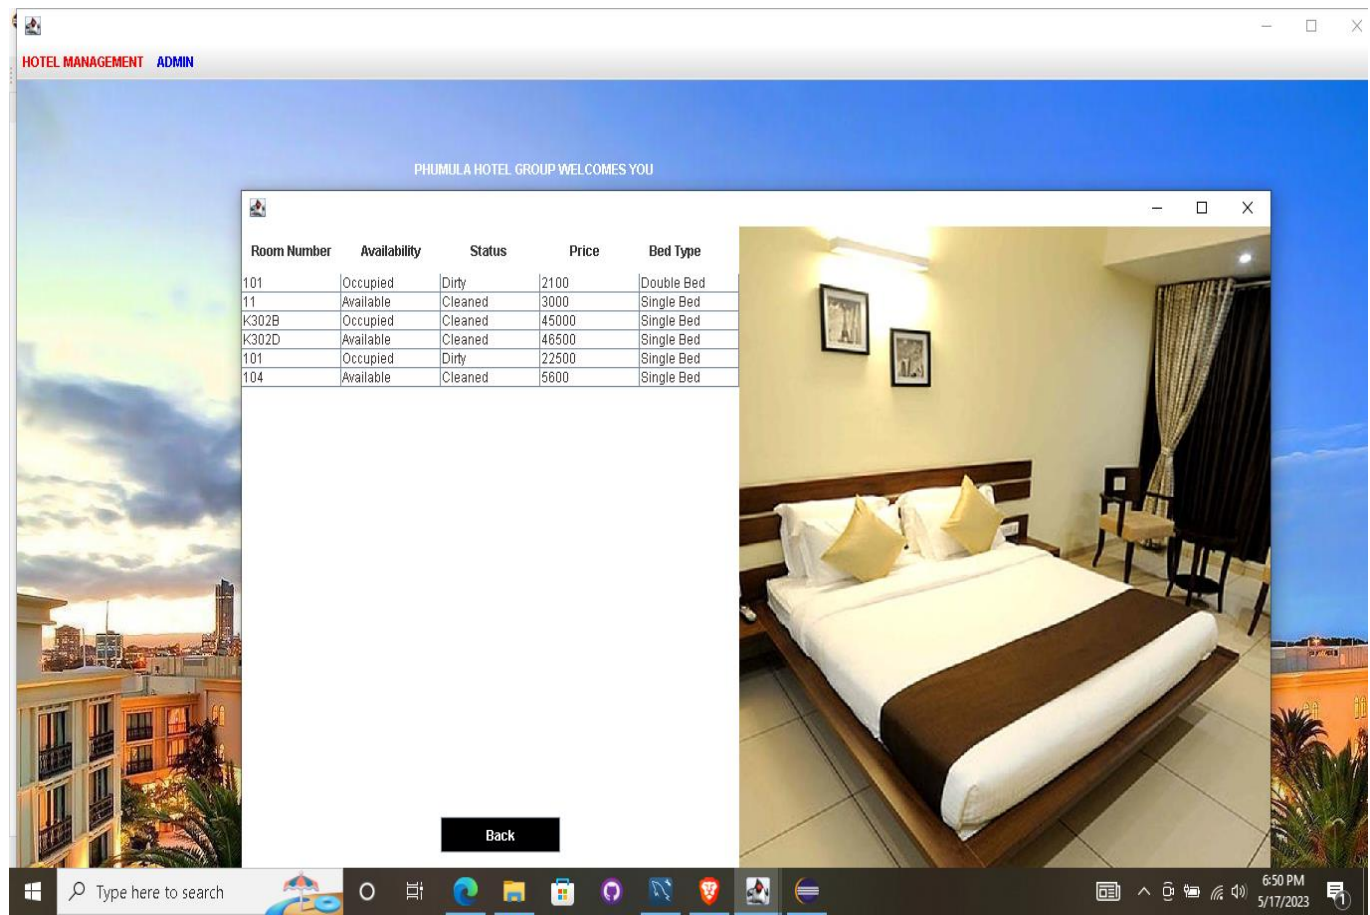 HOTEL MANAGEMENT ADMIN
PHUMULA HOTEL GROUP WELCOMES YOU
Room Number Availability Status Price Bed Type
101 Occupied Dirty 2100 Double Bed
11 Available Cleaned 3000 Single Bed
K302B Occupied Cleaned 45000 Single Bed
K302D Available Cleaned 46500 Single Bed
101 Occupied Dirty 22500 Single Bed
104 Available Cleaned 5600 Single Bed
Back
Type here to search
6:50 PM
5/17/2023
1